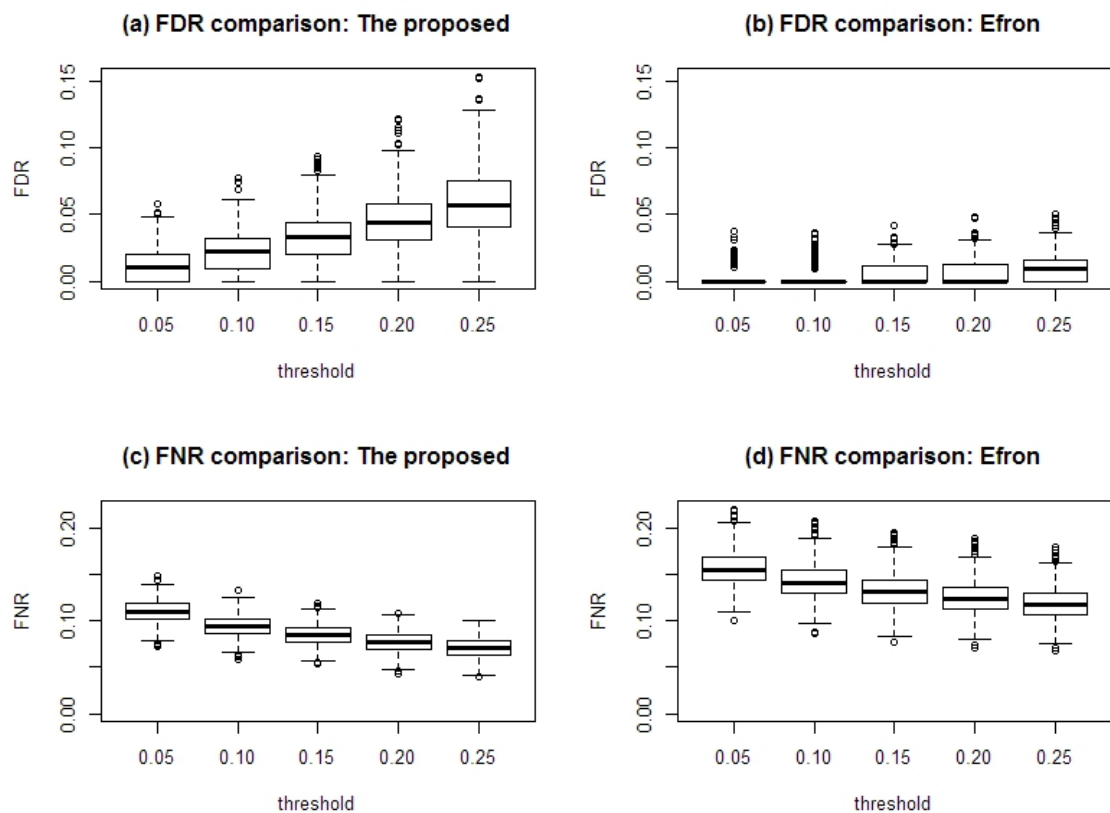 (a) FDR comparison: The proposed
FDR
0.15
0.10
0.05
0.00
0.05 0.10 0.15 0.20 0.25
threshold
(b) FDR comparison: Efron
FDR
0.15
0.10
0.05
0.00
0.05 0.10 0.15 0.20 0.25
threshold
(c) FNR comparison: The proposed
FNR
0.20
0.10
0.00
0.05 0.10 0.15 0.20 0.25
threshold
(d) FNR comparison: Efron
FNR
0.20
0.10
0.00
0.05 0.10 0.15 0.20 0.25
threshold